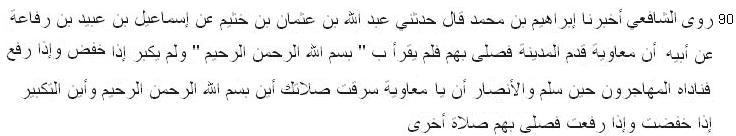 90 روى الشافعي أخبرنا إبراهيم بن محمد قال حدثني عبد الله بن عثمان بن خثيم عن إسماعيل بن عبيد بن رفاعة
عن أبيه أن معاوية قدم المدينة فصلى بهم فلم يقرأ ب " بسم الله الرحمن الرحيم " ولم يكبر إذا خفض وإذا رفع
فناداه المهاجرون حين سلم والأنصار أن يا معاوية سرقت صلاتك أين بسم الله الرحمن الرحيم وأين التكبير
إذا خفضت وإذا رفعت فصلى بهم صلاة أخرى